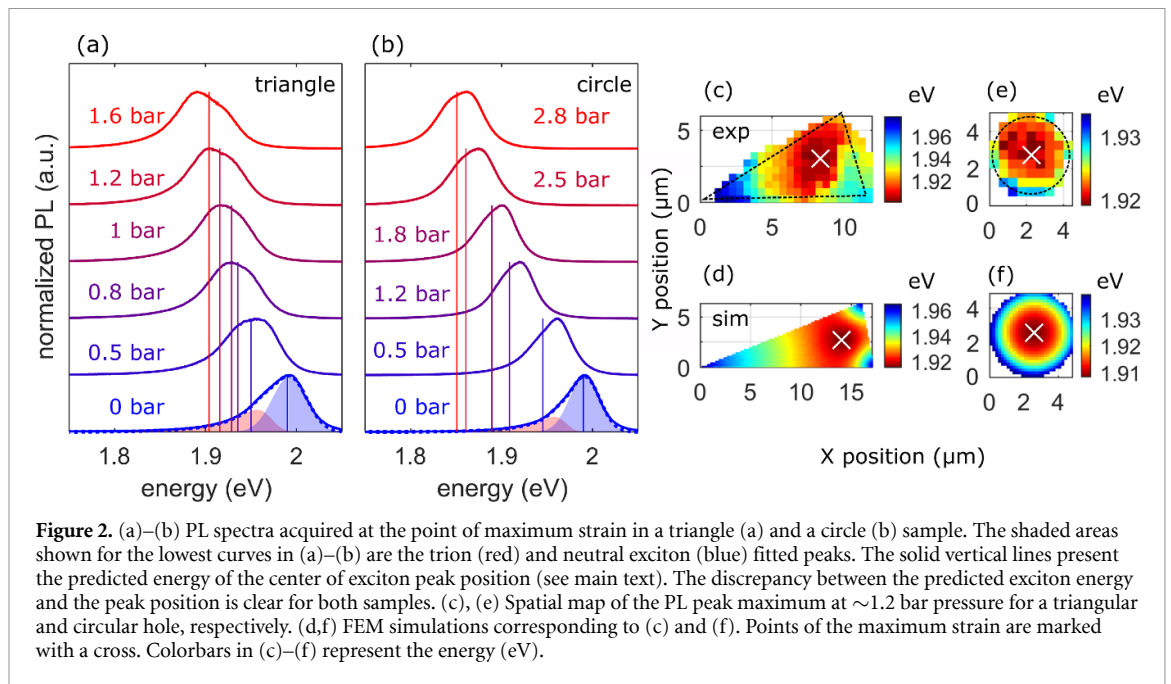 (a)
triangle
1.6 bar
1.2 bar
1 bar
0.8 bar
0.5 bar
0 bar
1.8 1.9 2
energy (eV)
normalized PL (a.u.)
(b)
circle
2.8 bar
2.5 bar
1.8 bar
1.2 bar
0.5 bar
0 bar
1.8 1.9 2
energy (eV)
(c)
exp
eV
1.96
1.94
1.92
5
0
0 5 10
(e)
eV
1.93
1.92
4
2
0
0 2 4
Y position (µm)
(d)
sim
eV
1.96
1.94
1.92
5
0
0 5 10 15
(f)
eV
1.93
1.92
1.91
4
2
0
0 2 4
X position (µm)
Figure 2. (a)–(b) PL spectra acquired at the point of maximum strain in a triangle (a) and a circle (b) sample. The shaded areas
shown for the lowest curves in (a)–(b) are the trion (red) and neutral exciton (blue) fitted peaks. The solid vertical lines present
the predicted energy of the center of exciton peak position (see main text). The discrepancy between the predicted exciton energy
and the peak position is clear for both samples. (c), (e) Spatial map of the PL peak maximum at ∼1.2 bar pressure for a triangular
and circular hole, respectively. (d,f) FEM simulations corresponding to (c) and (f). Points of the maximum strain are marked
with a cross. Colorbars in (c)–(f) represent the energy (eV).